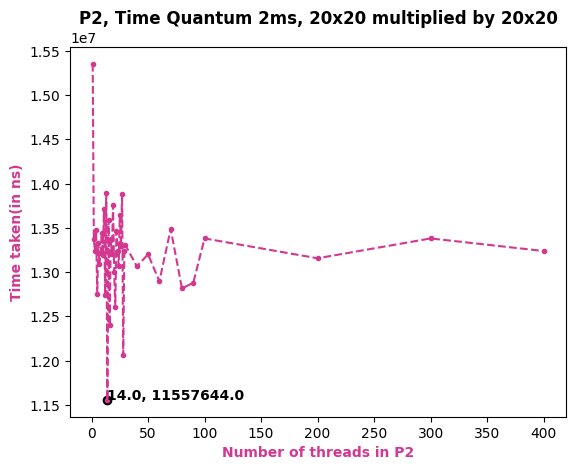 P2, Time Quantum 2ms, 20x20 multiplied by 20x20
1e7
1.55
1.50
1.45
1.40
1.35
1.30
1.25
1.20
1.15
Time taken(in ns)
14.0, 11557644.0
0 50 100 150 200 250 300 350 400
Number of threads in P2